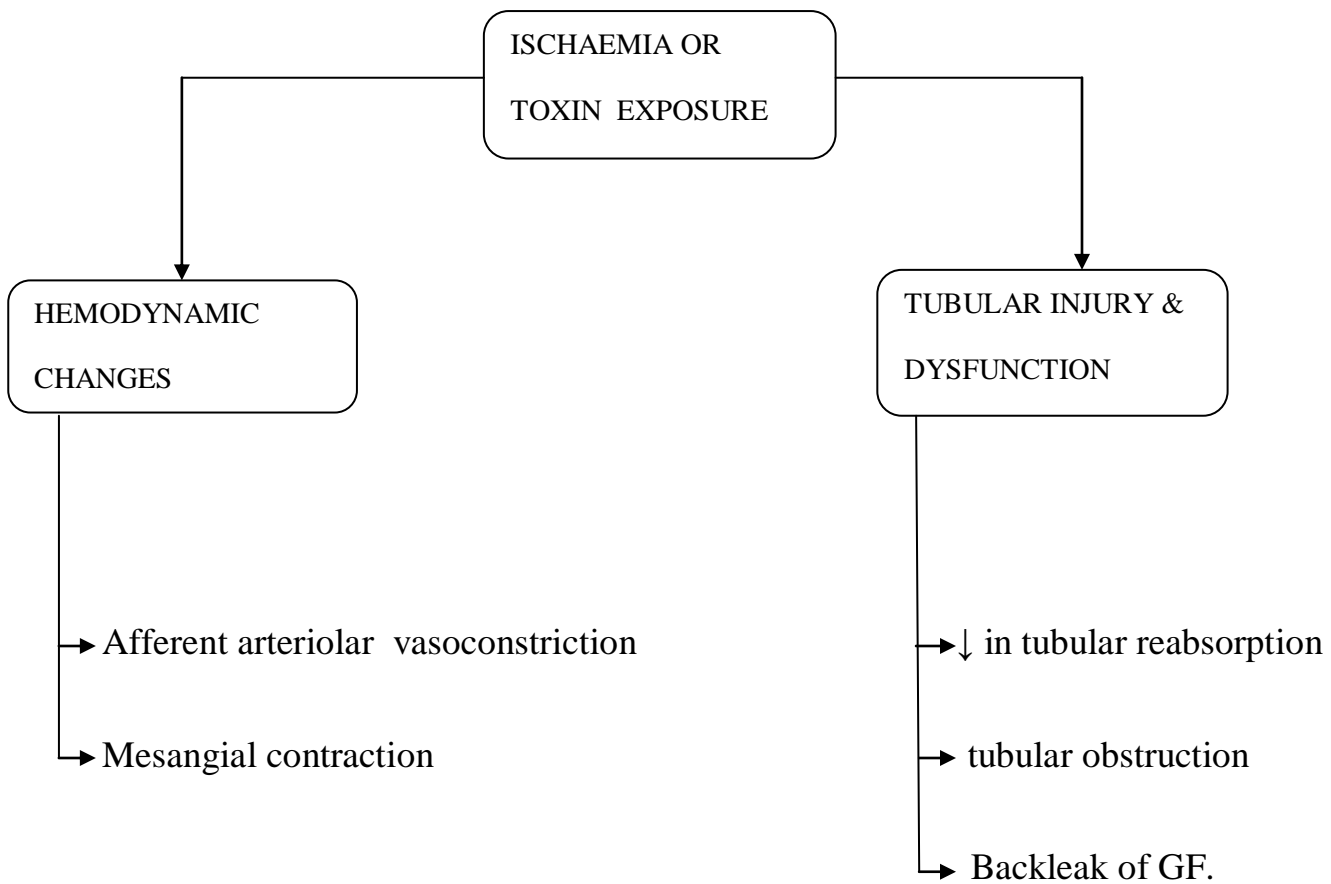 ISCHAEMIA OR
TOXIN EXPOSURE
HEMODYNAMIC
CHANGES
Afferent arteriolar vasoconstriction
Mesangial contraction
TUBULAR INJURY &
DYSFUNCTION
↓ in tubular reabsorption
tubular obstruction
Backleak of GF.